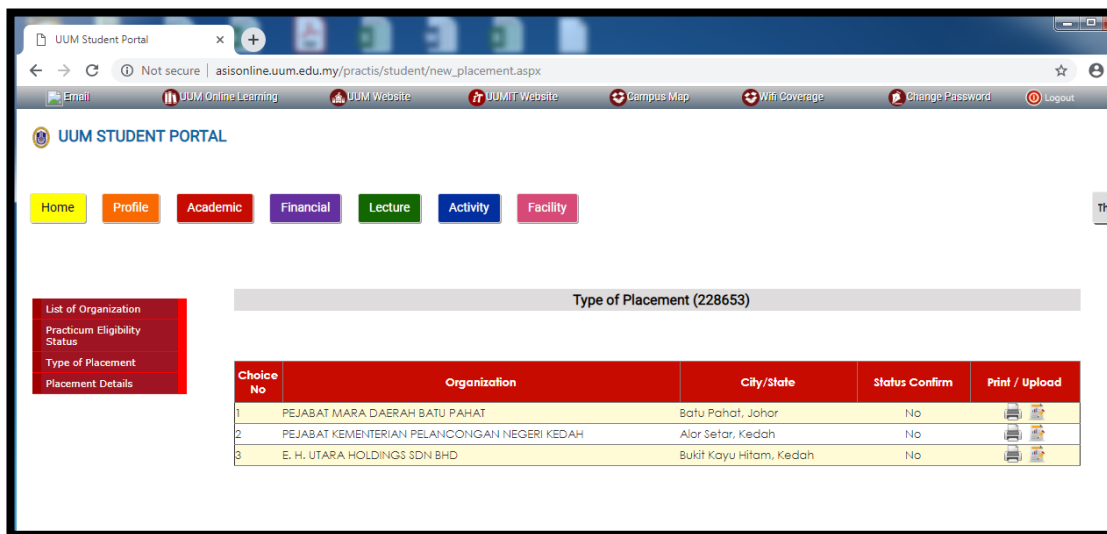 UUM Student Portal
Not secure | asisonline.uum.edu.my/practis/student/new_placement.aspx
Email UUM Online Learning UUM Website UUMIT Website Campus Map Wifi Coverage Change Password Logout
UUM STUDENT PORTAL
Home Profile Academic Financial Lecture Activity Facility
Type of Placement (228653)
List of Organization
Practicum Eligibility
Status
Type of Placement
Placement Details
Choice No Organization City/State Status Confirm Print / Upload
1 PEJABAT MARA DAERAH BATU PAHAT Batu Pahat, Johor No
2 PEJABAT KEMENTERIAN PELANCONGAN NEGERI KEDAH Alor Setar, Kedah No
3 E. H. UTARA HOLDINGS SDN BHD Bukit Kayu Hitam, Kedah No